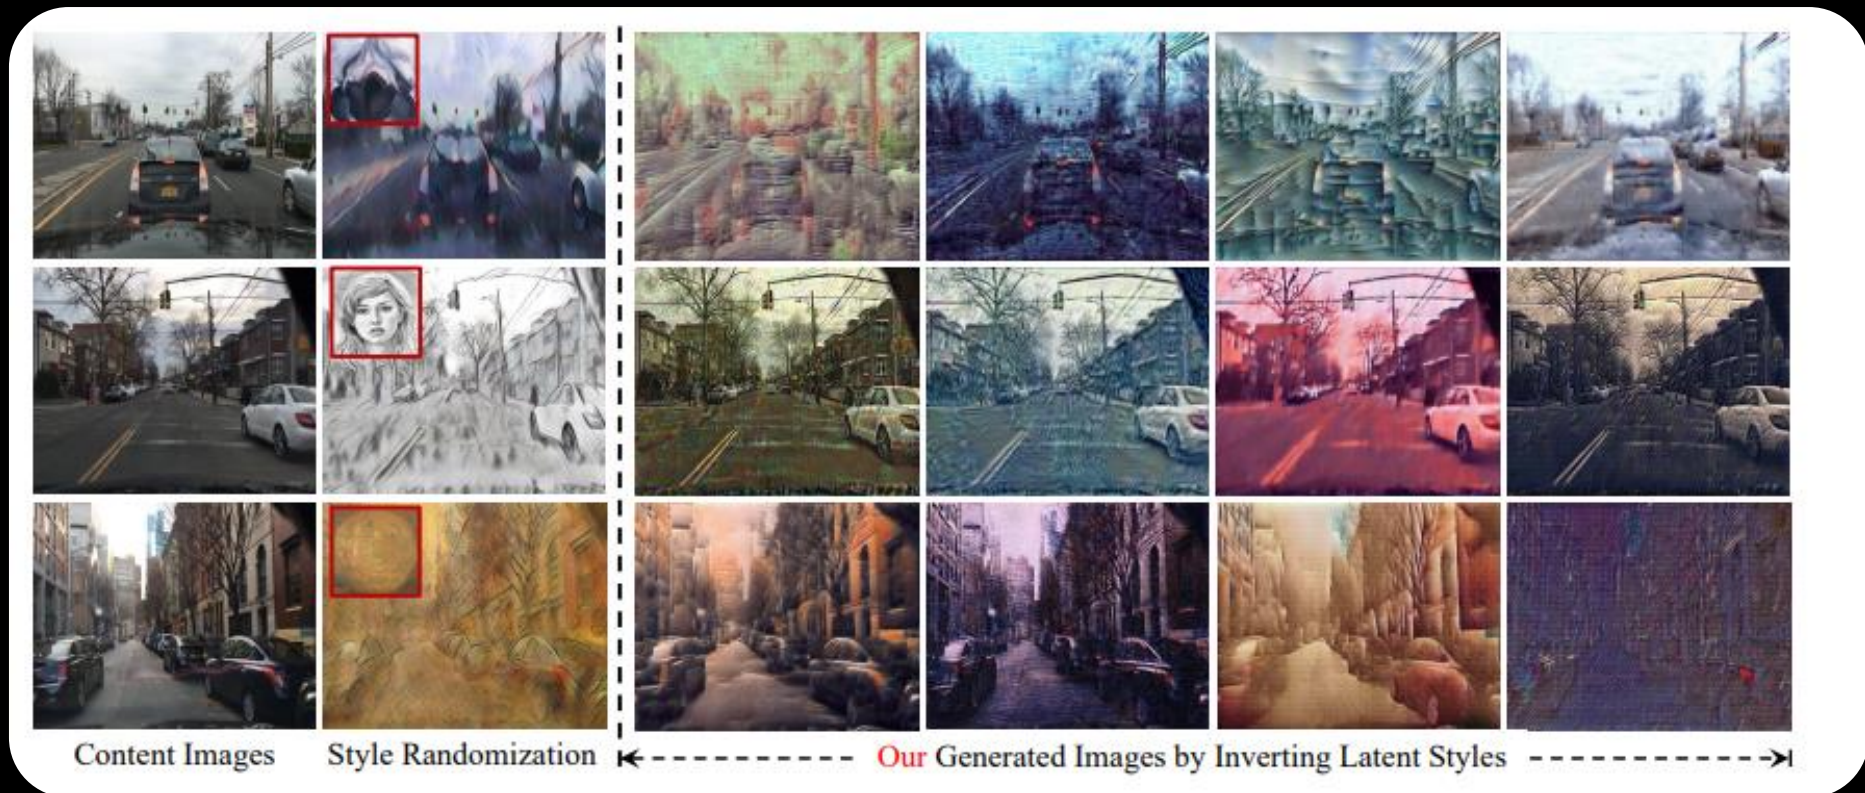 Content Images
Style Randomization
Our Generated Images by Inverting Latent Styles